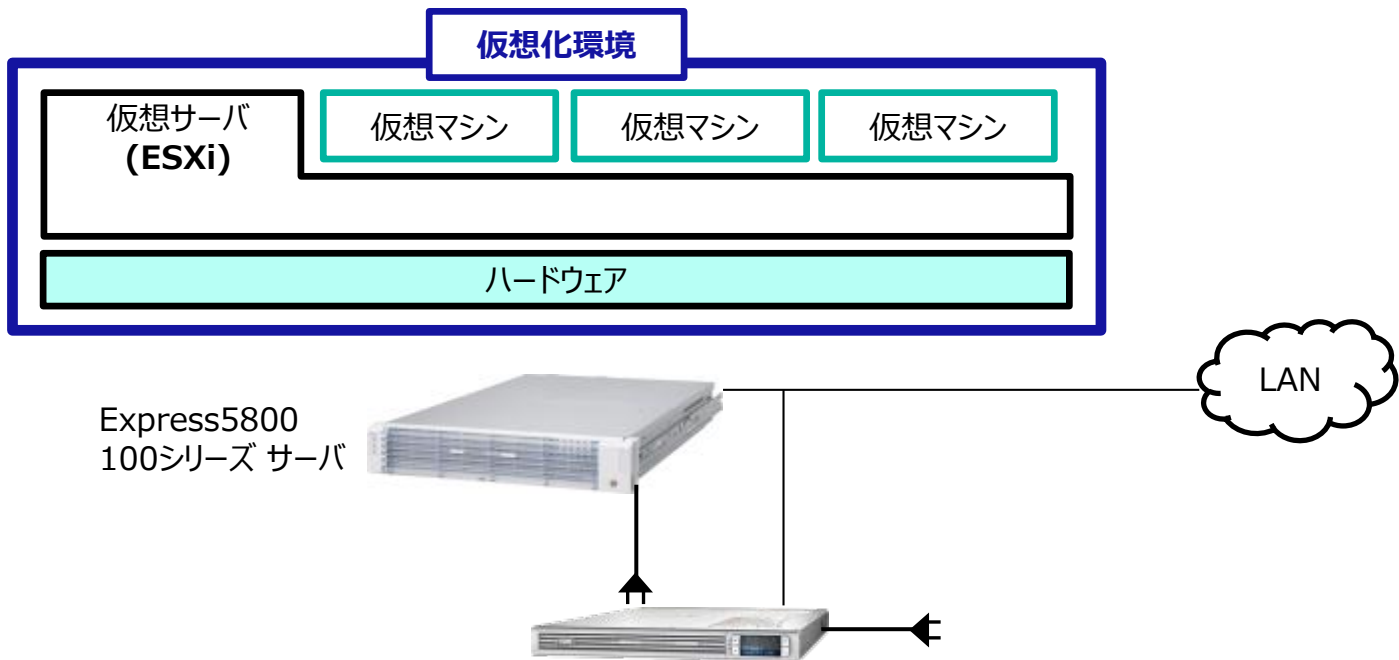 仮想化環境
仮想サーバ
(ESXi)
仮想マシン
仮想マシン
仮想マシン
ハードウェア
LAN
Express5800
100シリーズ サーバ